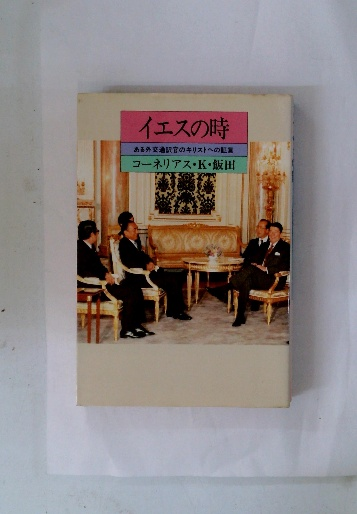 イエスの時
ある外交通訳官のキリストへの証言
コーネリアス・K・飯田